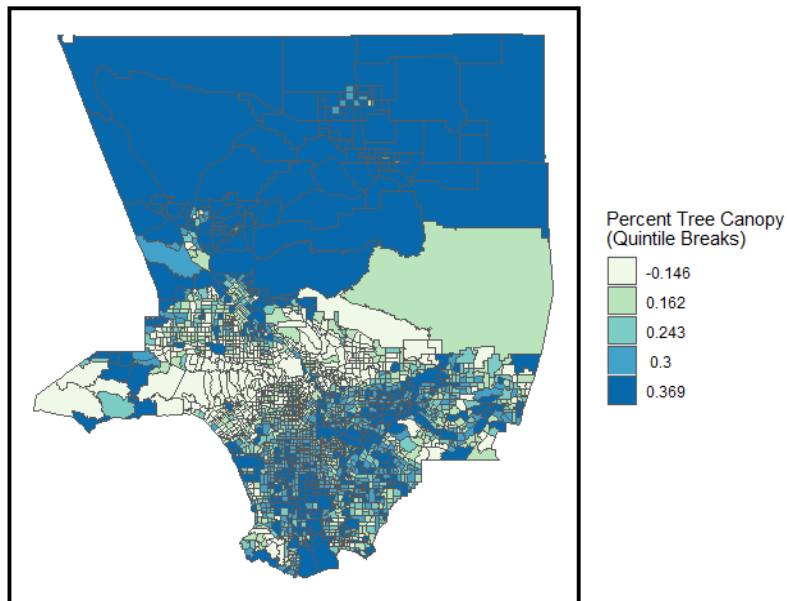 Percent Tree Canopy
(Quintile Breaks)
-0.146
0.162
0.243
0.3
0.369